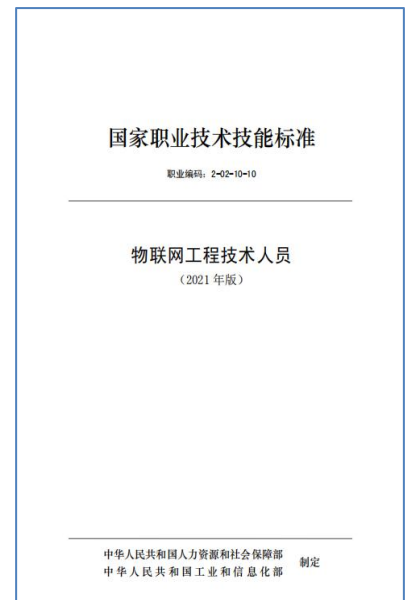 国家职业技术技能标准
职业编码：2-02-10-10
物联网工程技术人员
（2021 年版）
中华人民共和国人力资源和社会保障部
中华人民共和国工业和信息化部
制定